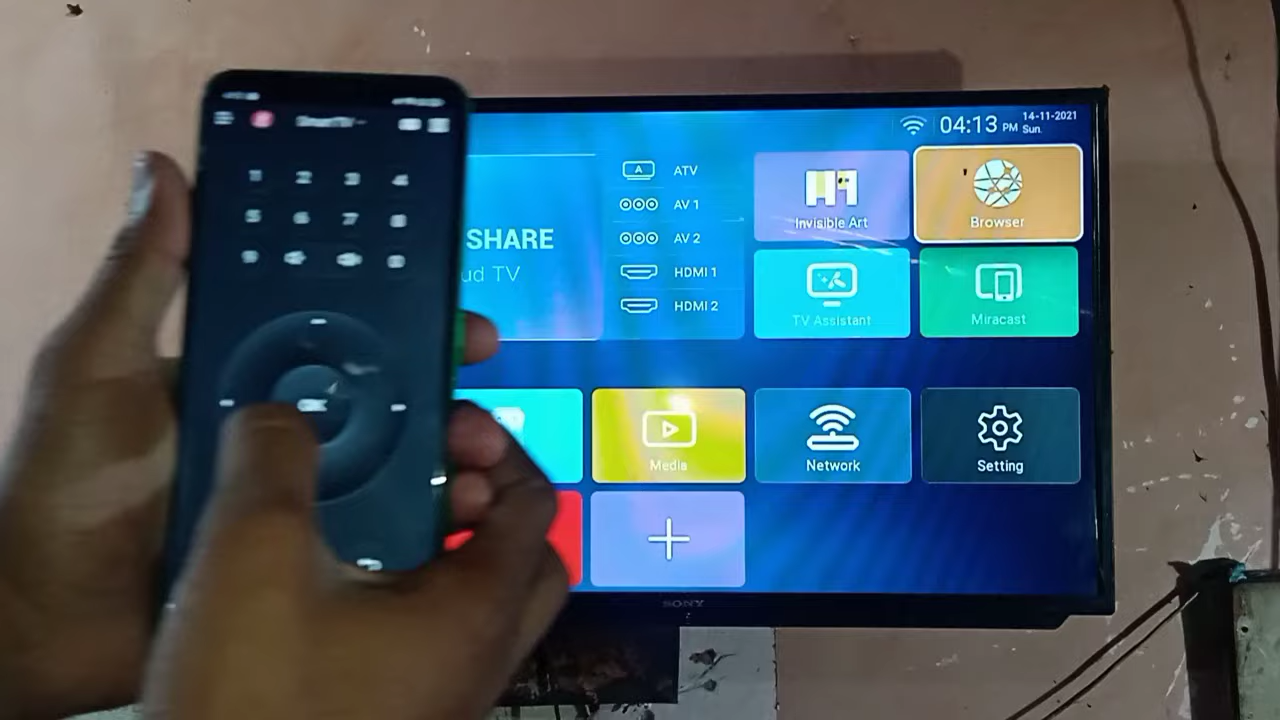 SmartTV
1 2 3 4
5 6 7 8
OK
04:13 PM
14-11-2021
Sun.
SHARE
ud TV
ATV
AV 1
AV 2
HDMI 1
HDMI 2
Invisible Art
Browser
TV Assistant
Miracast
Media
Network
Setting
SONY